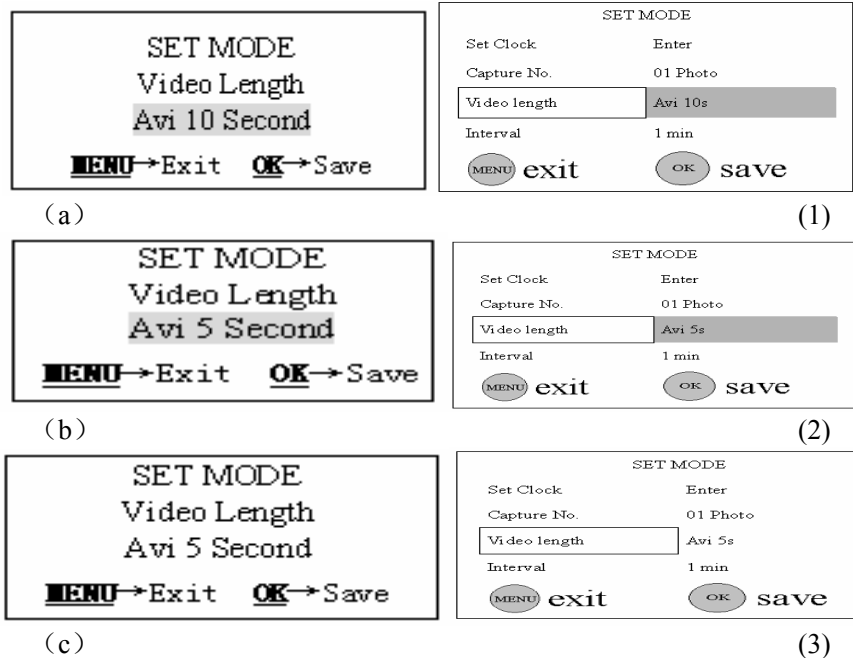 SET MODE
Video Length
Avi 10 Second
MENU→Exit OK→Save
(a)
SET MODE
Set Clock Enter
Capture No. 01 Photo
Video length Avi 10s
Interval 1 min
MENU exit OK save
(1)
SET MODE
Video Length
Avi 5 Second
MENU→Exit OK→Save
(b)
SET MODE
Set Clock Enter
Capture No. 01 Photo
Video length Avi 5s
Interval 1 min
MENU exit OK save
(2)
SET MODE
Video Length
Avi 5 Second
MENU→Exit OK→Save
(c)
SET MODE
Set Clock Enter
Capture No. 01 Photo
Video length Avi 5s
Interval 1 min
MENU exit OK save
(3)